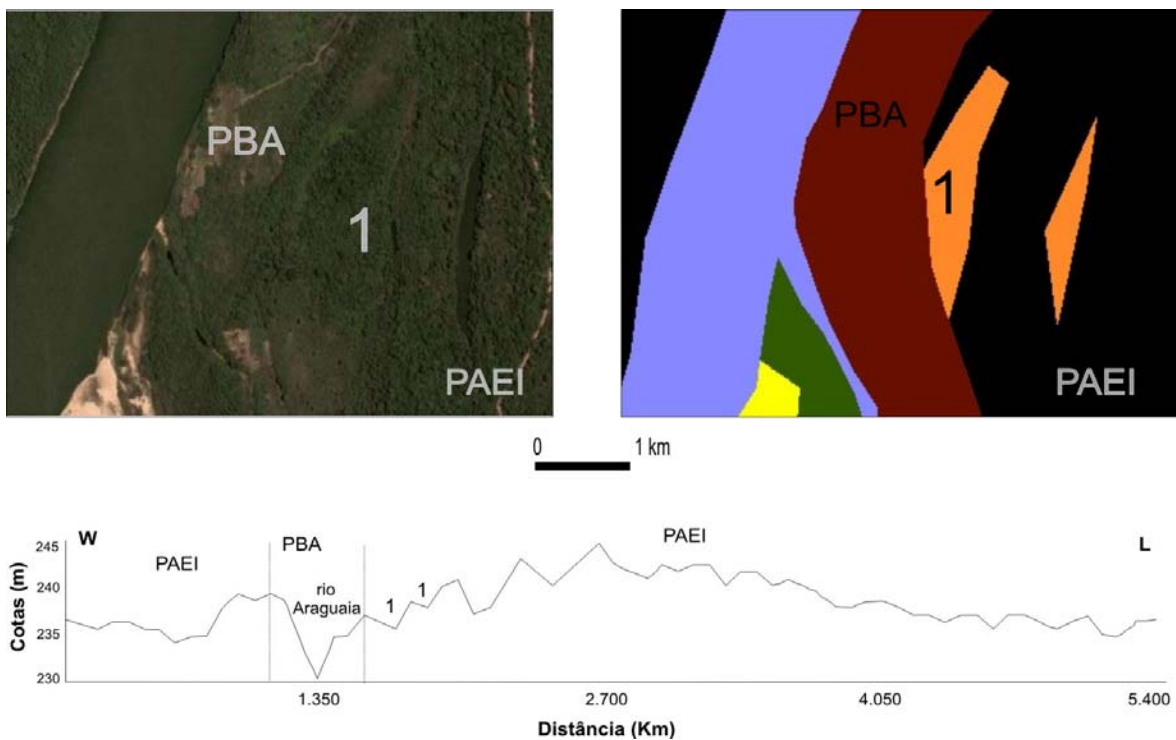 PBA
1
PAEI
PBA
1
PAEI
0 1 km
W
PAEI
PBA
PAEI
L
245
240
235
230
Cotas (m)
rio
Araguaia
1
1
1.350
2.700
4.050
5.400
Distância (Km)